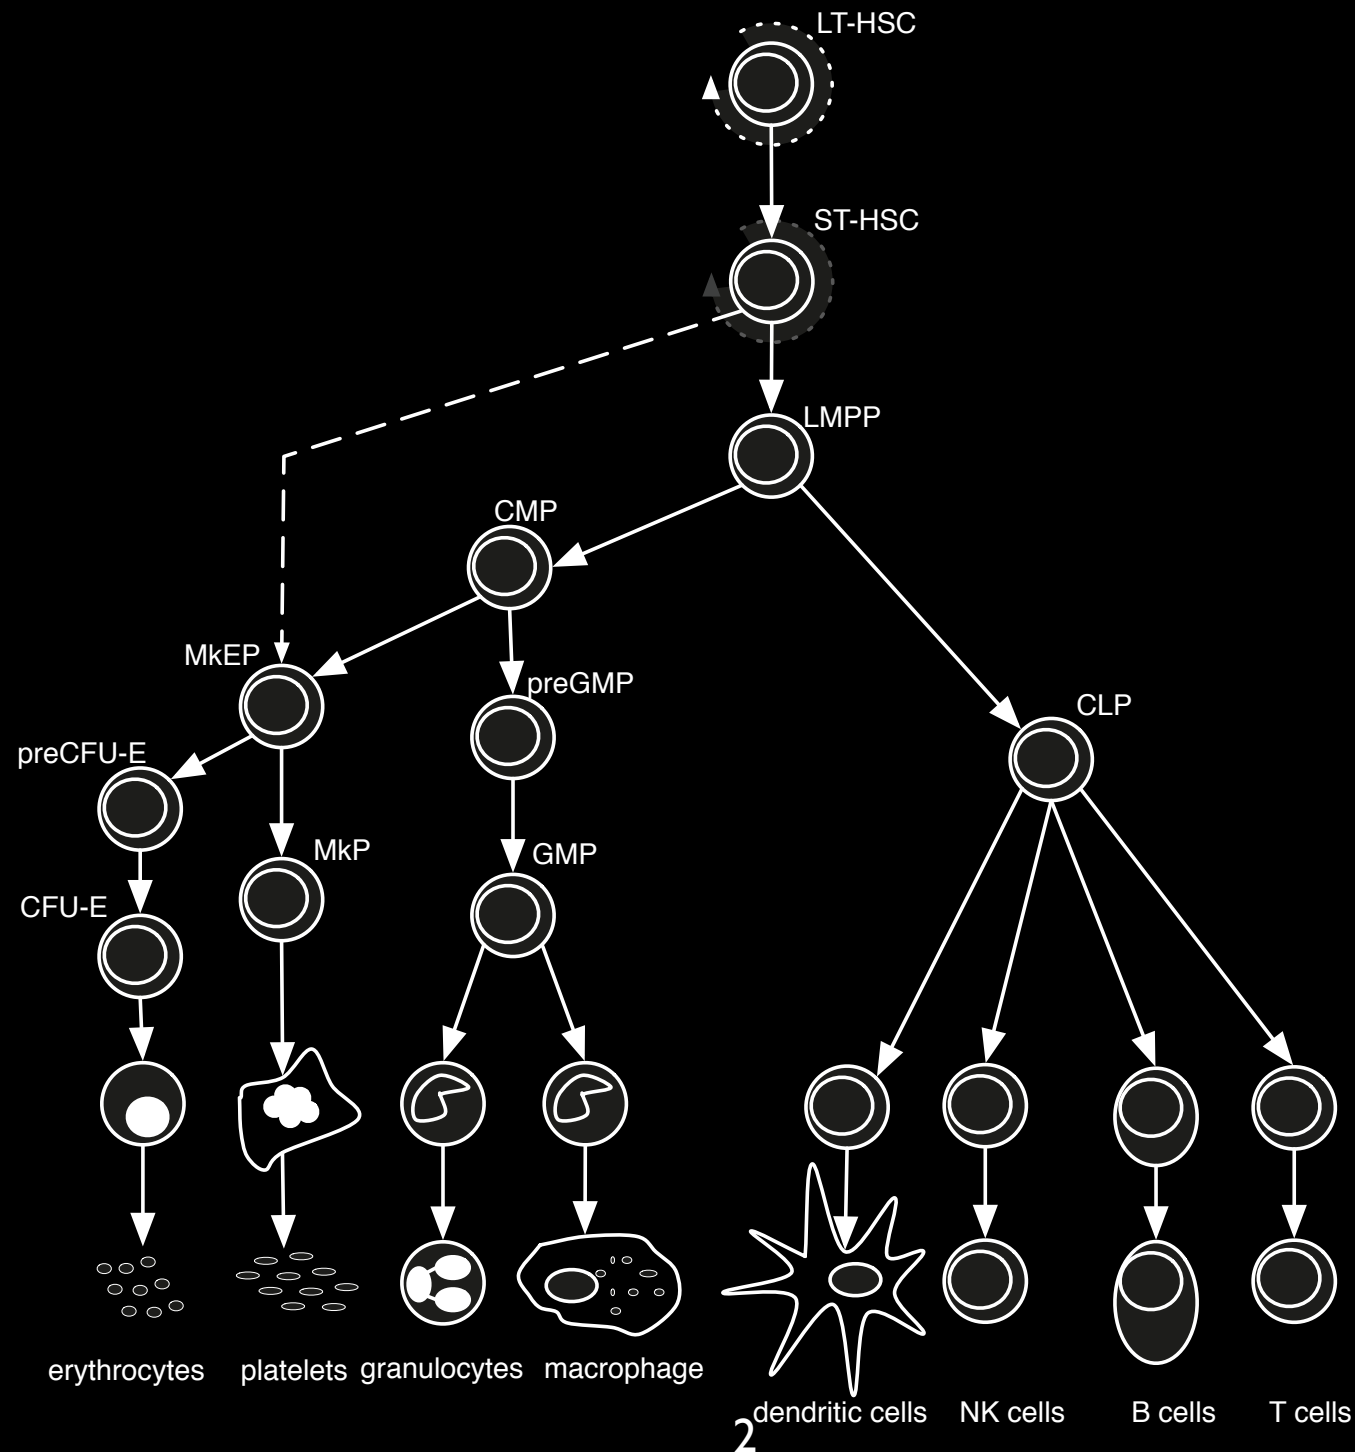 LT-HSC
ST-HSC
LMPP
CMP
MkEP
preGMP
CLP
preCFU-E
MkP
GMP
CFU-E
erythrocytes
platelets
granulocytes
macrophage
dendritic cells
NK cells
B cells
T cells
2